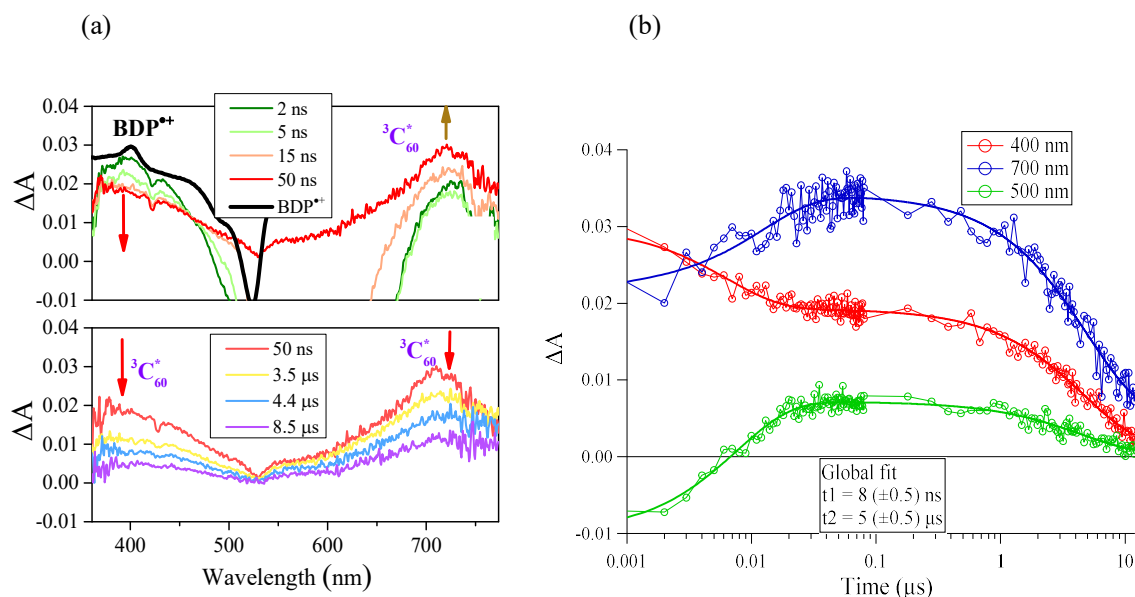 (a)
(b)
0.04
0.03
0.02
0.01
0.00
-0.01
ΔA
BDP•+
2 ns
5 ns
15 ns
50 ns
BDP•+
³C₆₀*
0.04
0.03
0.02
0.01
0.00
-0.01
ΔA
³C₆₀*
50 ns
3.5 µs
4.4 µs
8.5 µs
³C₆₀*
400 500 600 700
Wavelength (nm)
0.04
0.03
0.02
0.01
0.00
-0.01
ΔA
400 nm
700 nm
500 nm
Global fit
t1 = 8 (±0.5) ns
t2 = 5 (±0.5) µs
0.001 0.01 0.1 1 10
Time (µs)